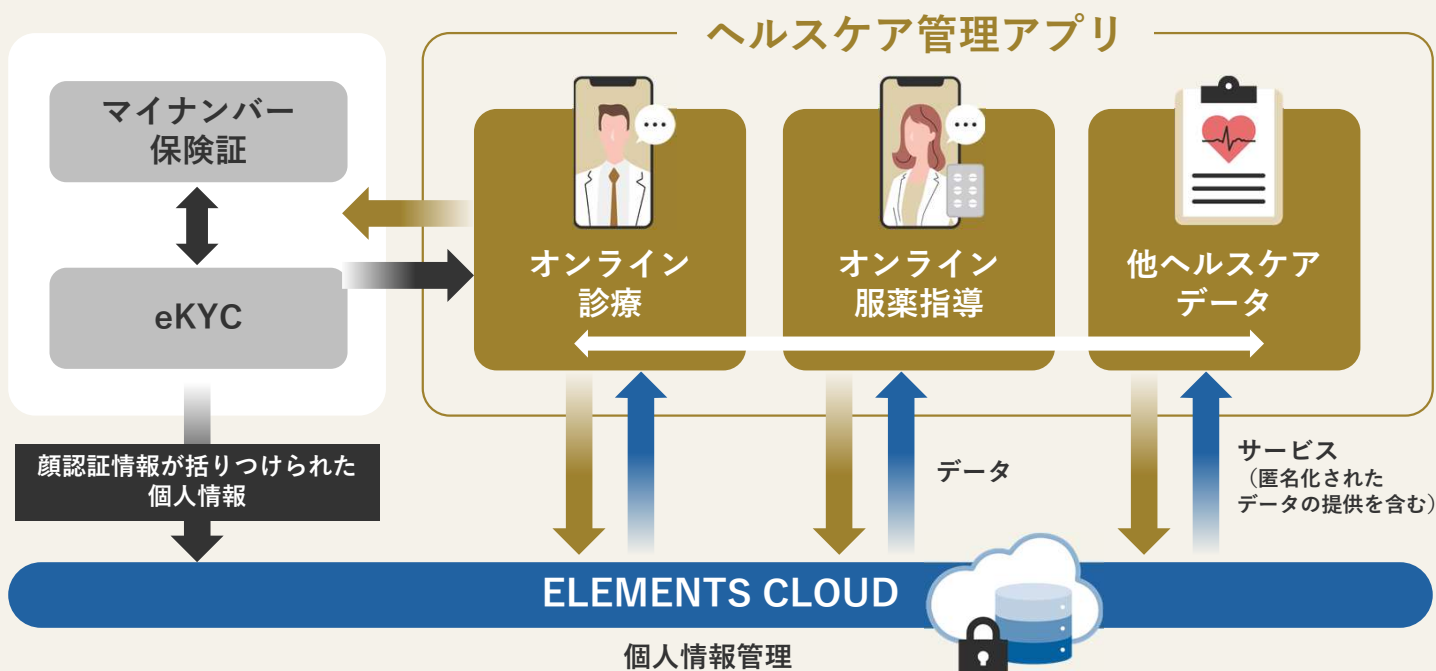 ヘルスケア管理アプリ
マイナンバー
保険証
eKYC
オンライン
診療
オンライン
服薬指導
他ヘルスケア
データ
顔認証情報が括りつけられた
個人情報
データ
サービス
（匿名化された
データの提供を含む）
ELEMENTS CLOUD
個人情報管理